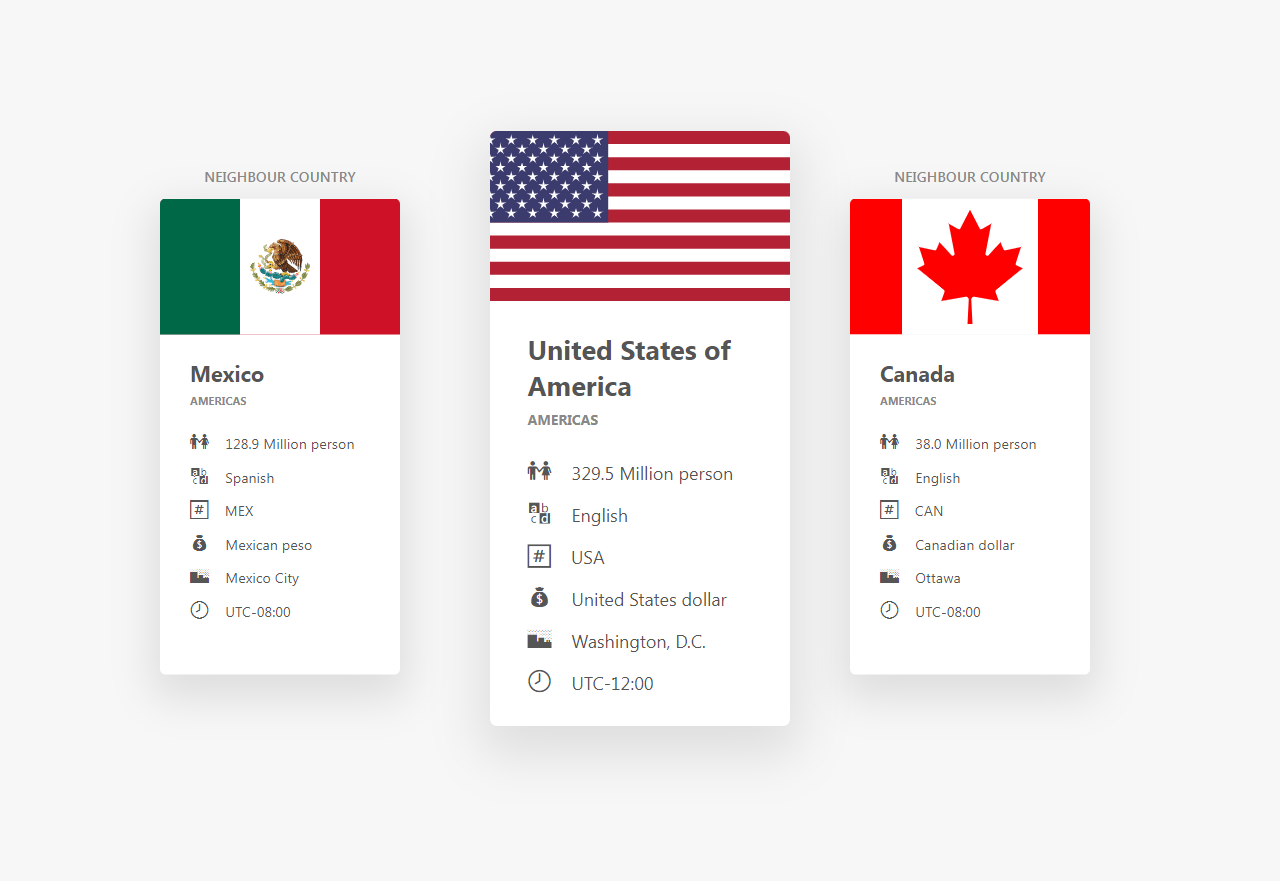 NEIGHBOUR COUNTRY
Mexico
AMERICAS
128.9 Million person
Spanish
MEX
Mexican peso
Mexico City
UTC-08:00
United States of
America
AMERICAS
329.5 Million person
English
USA
United States dollar
Washington, D.C.
UTC-12:00
NEIGHBOUR COUNTRY
Canada
AMERICAS
38.0 Million person
English
CAN
Canadian dollar
Ottawa
UTC-08:00